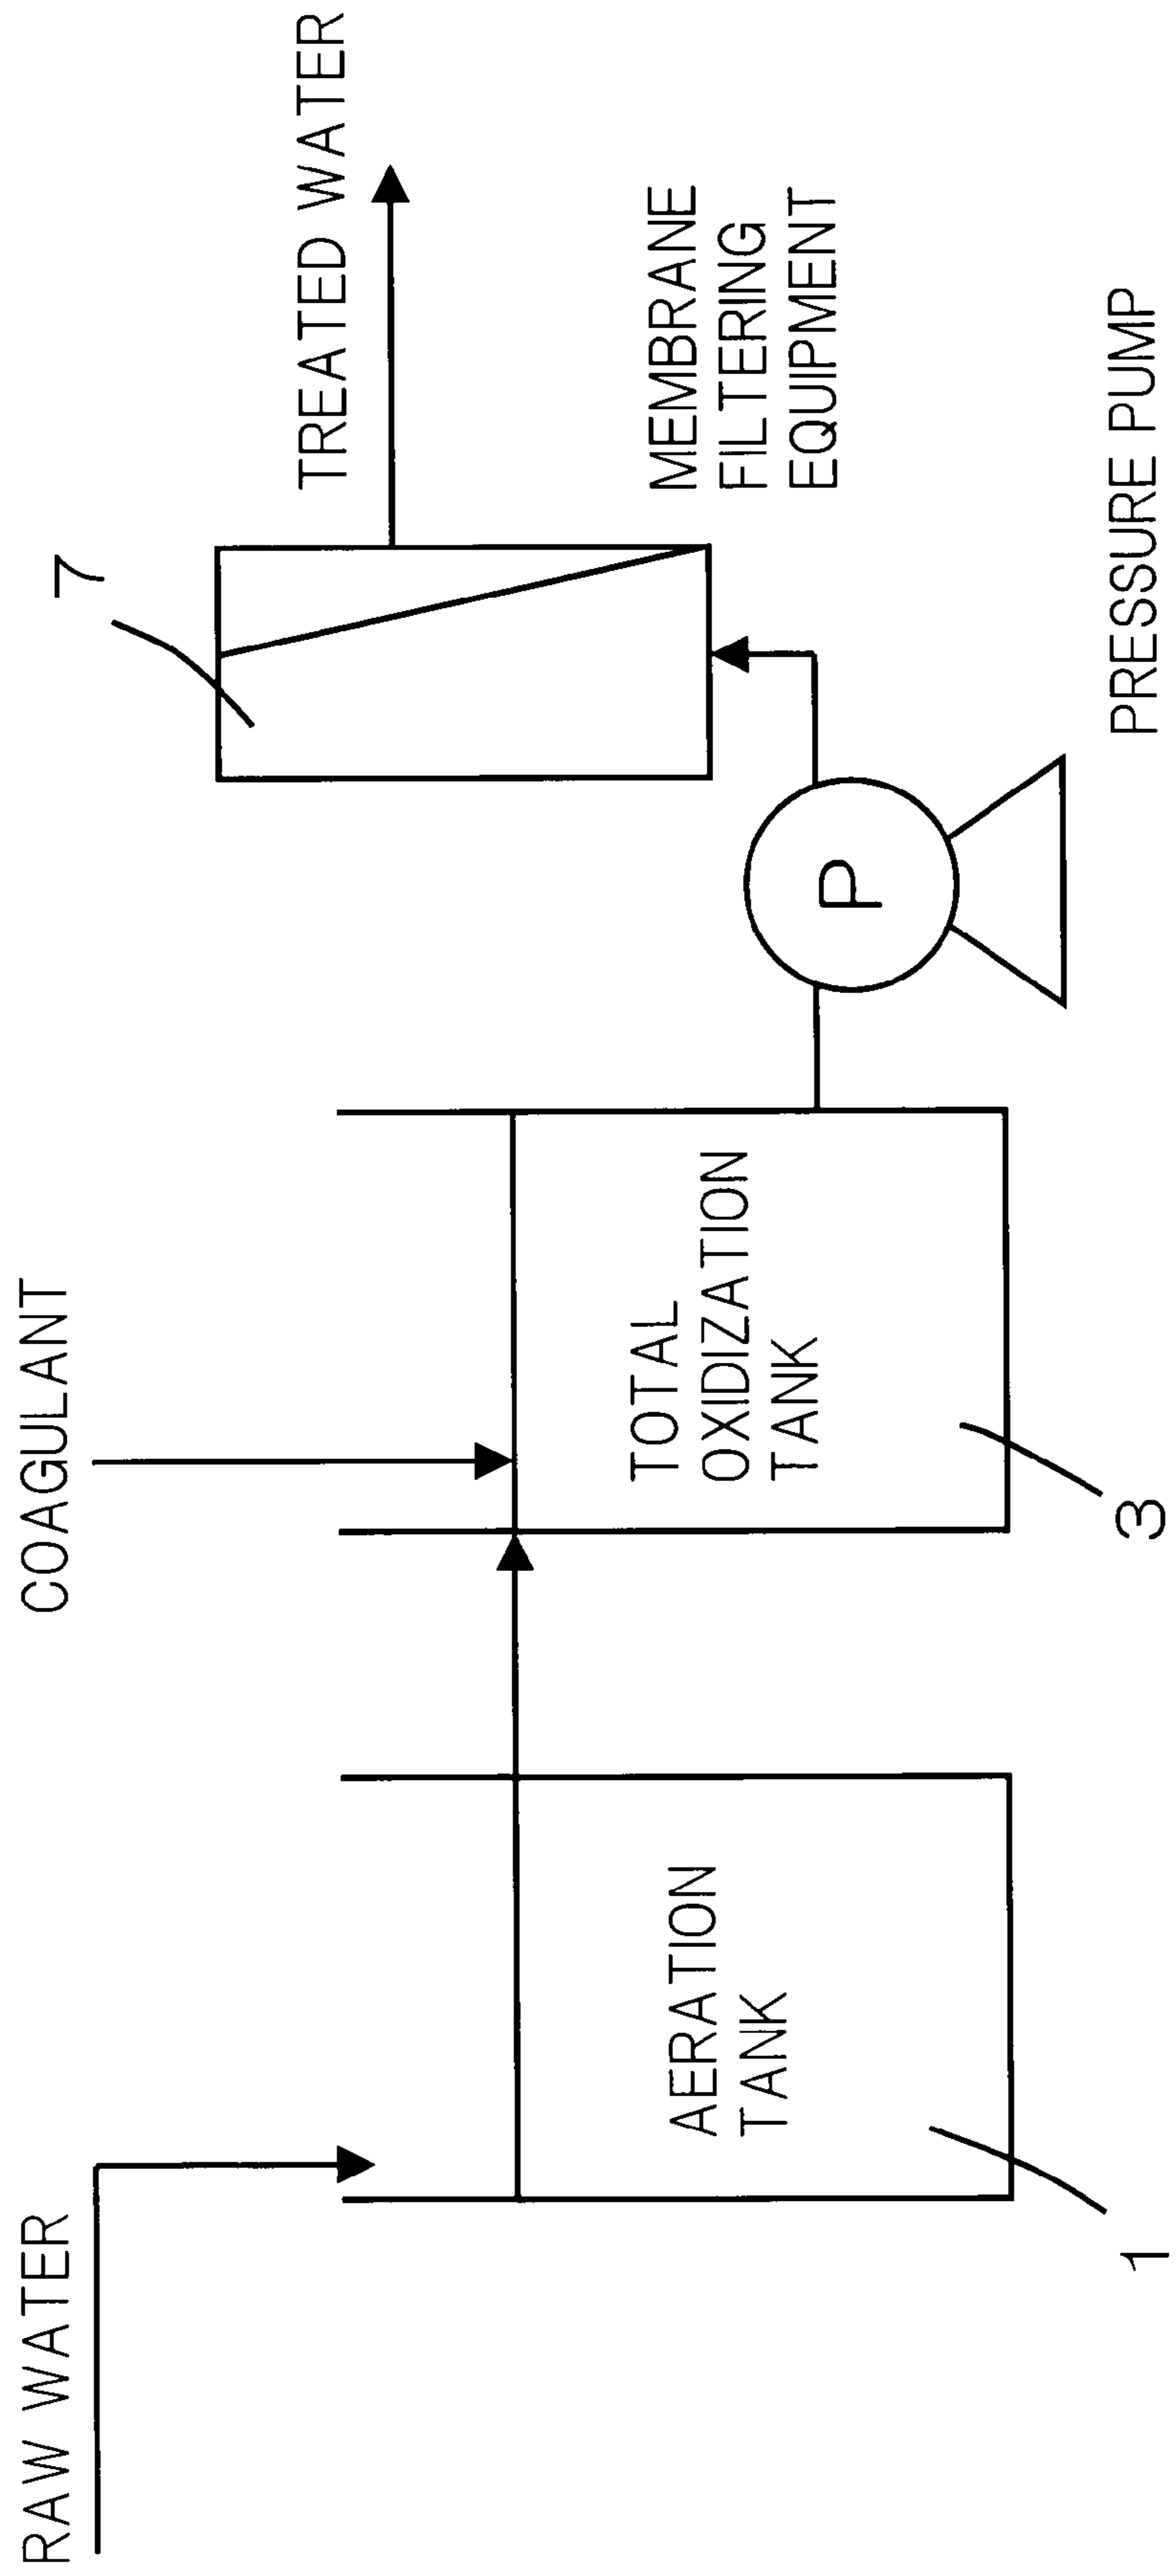 RAW WATER
COAGULANT
7
TREATED WATER
AERATION
TANK
TOTAL
OXIDIZATION
TANK
P
MEMBRANE
FILTERING
EQUIPMENT
1
3
PRESSURE PUMP